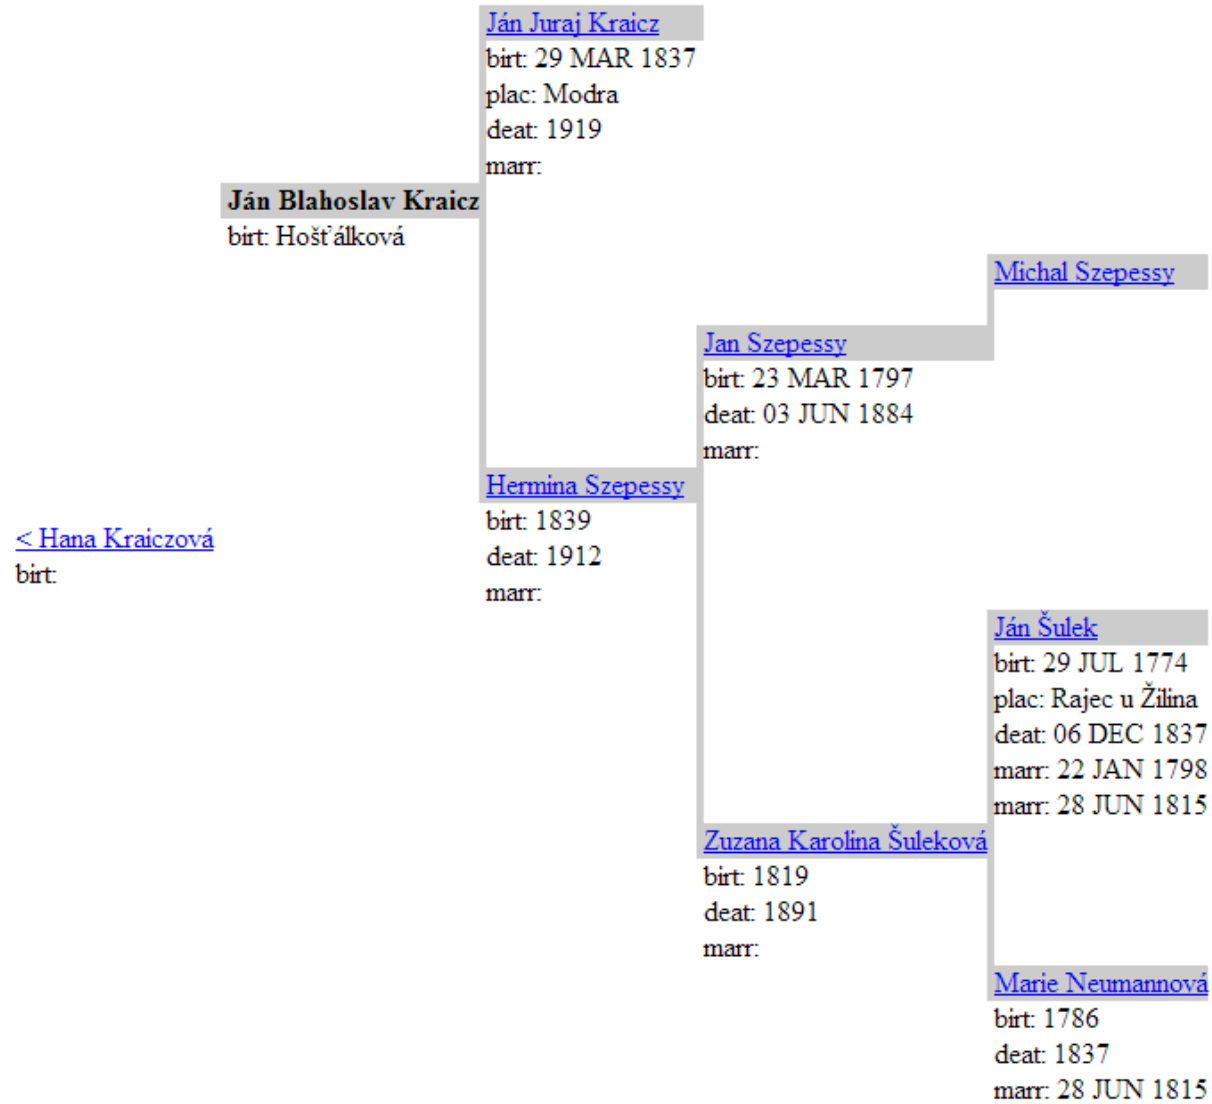 Ján Juraj Kraicz
birt: 29 MAR 1837
plac: Modra
deat: 1919
marr:
Ján Blahoslav Kraicz
birt: Hošťálková
Michal Szepessy
Jan Szepessy
birt: 23 MAR 1797
deat: 03 JUN 1884
marr:
Hermina Szepessy
birt: 1839
deat: 1912
marr:
< Hana Kraiczová
birt:
Ján Šulek
birt: 29 JUL 1774
plac: Rajec u Žilina
deat: 06 DEC 1837
marr: 22 JAN 1798
marr: 28 JUN 1815
Zuzana Karolina Šuleková
birt: 1819
deat: 1891
marr:
Marie Neumannová
birt: 1786
deat: 1837
marr: 28 JUN 1815